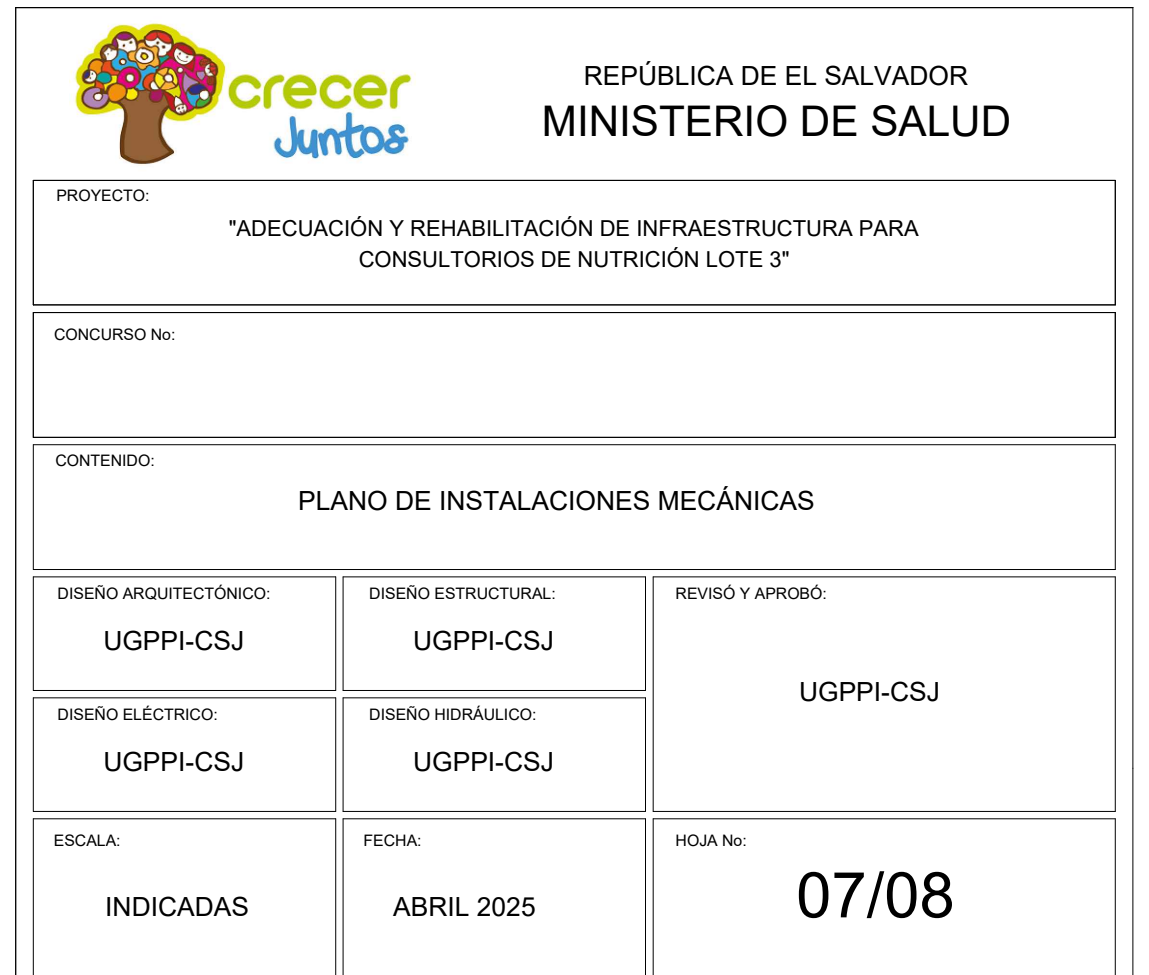 crecer
Juntos
REPÚBLICA DE EL SALVADOR
MINISTERIO DE SALUD
PROYECTO:
"ADECUACIÓN Y REHABILITACIÓN DE INFRAESTRUCTURA PARA
CONSULTORIOS DE NUTRICIÓN LOTE 3"
CONCURSO No:
CONTENIDO:
PLANO DE INSTALACIONES MECÁNICAS
DISEÑO ARQUITECTÓNICO:
UGPPI-CSJ
DISEÑO ESTRUCTURAL:
UGPPI-CSJ
REVISÓ Y APROBÓ:
UGPPI-CSJ
DISEÑO ELÉCTRICO:
UGPPI-CSJ
DISEÑO HIDRÁULICO:
UGPPI-CSJ
ESCALA:
INDICADAS
FECHA:
ABRIL 2025
HOJA No:
07/08